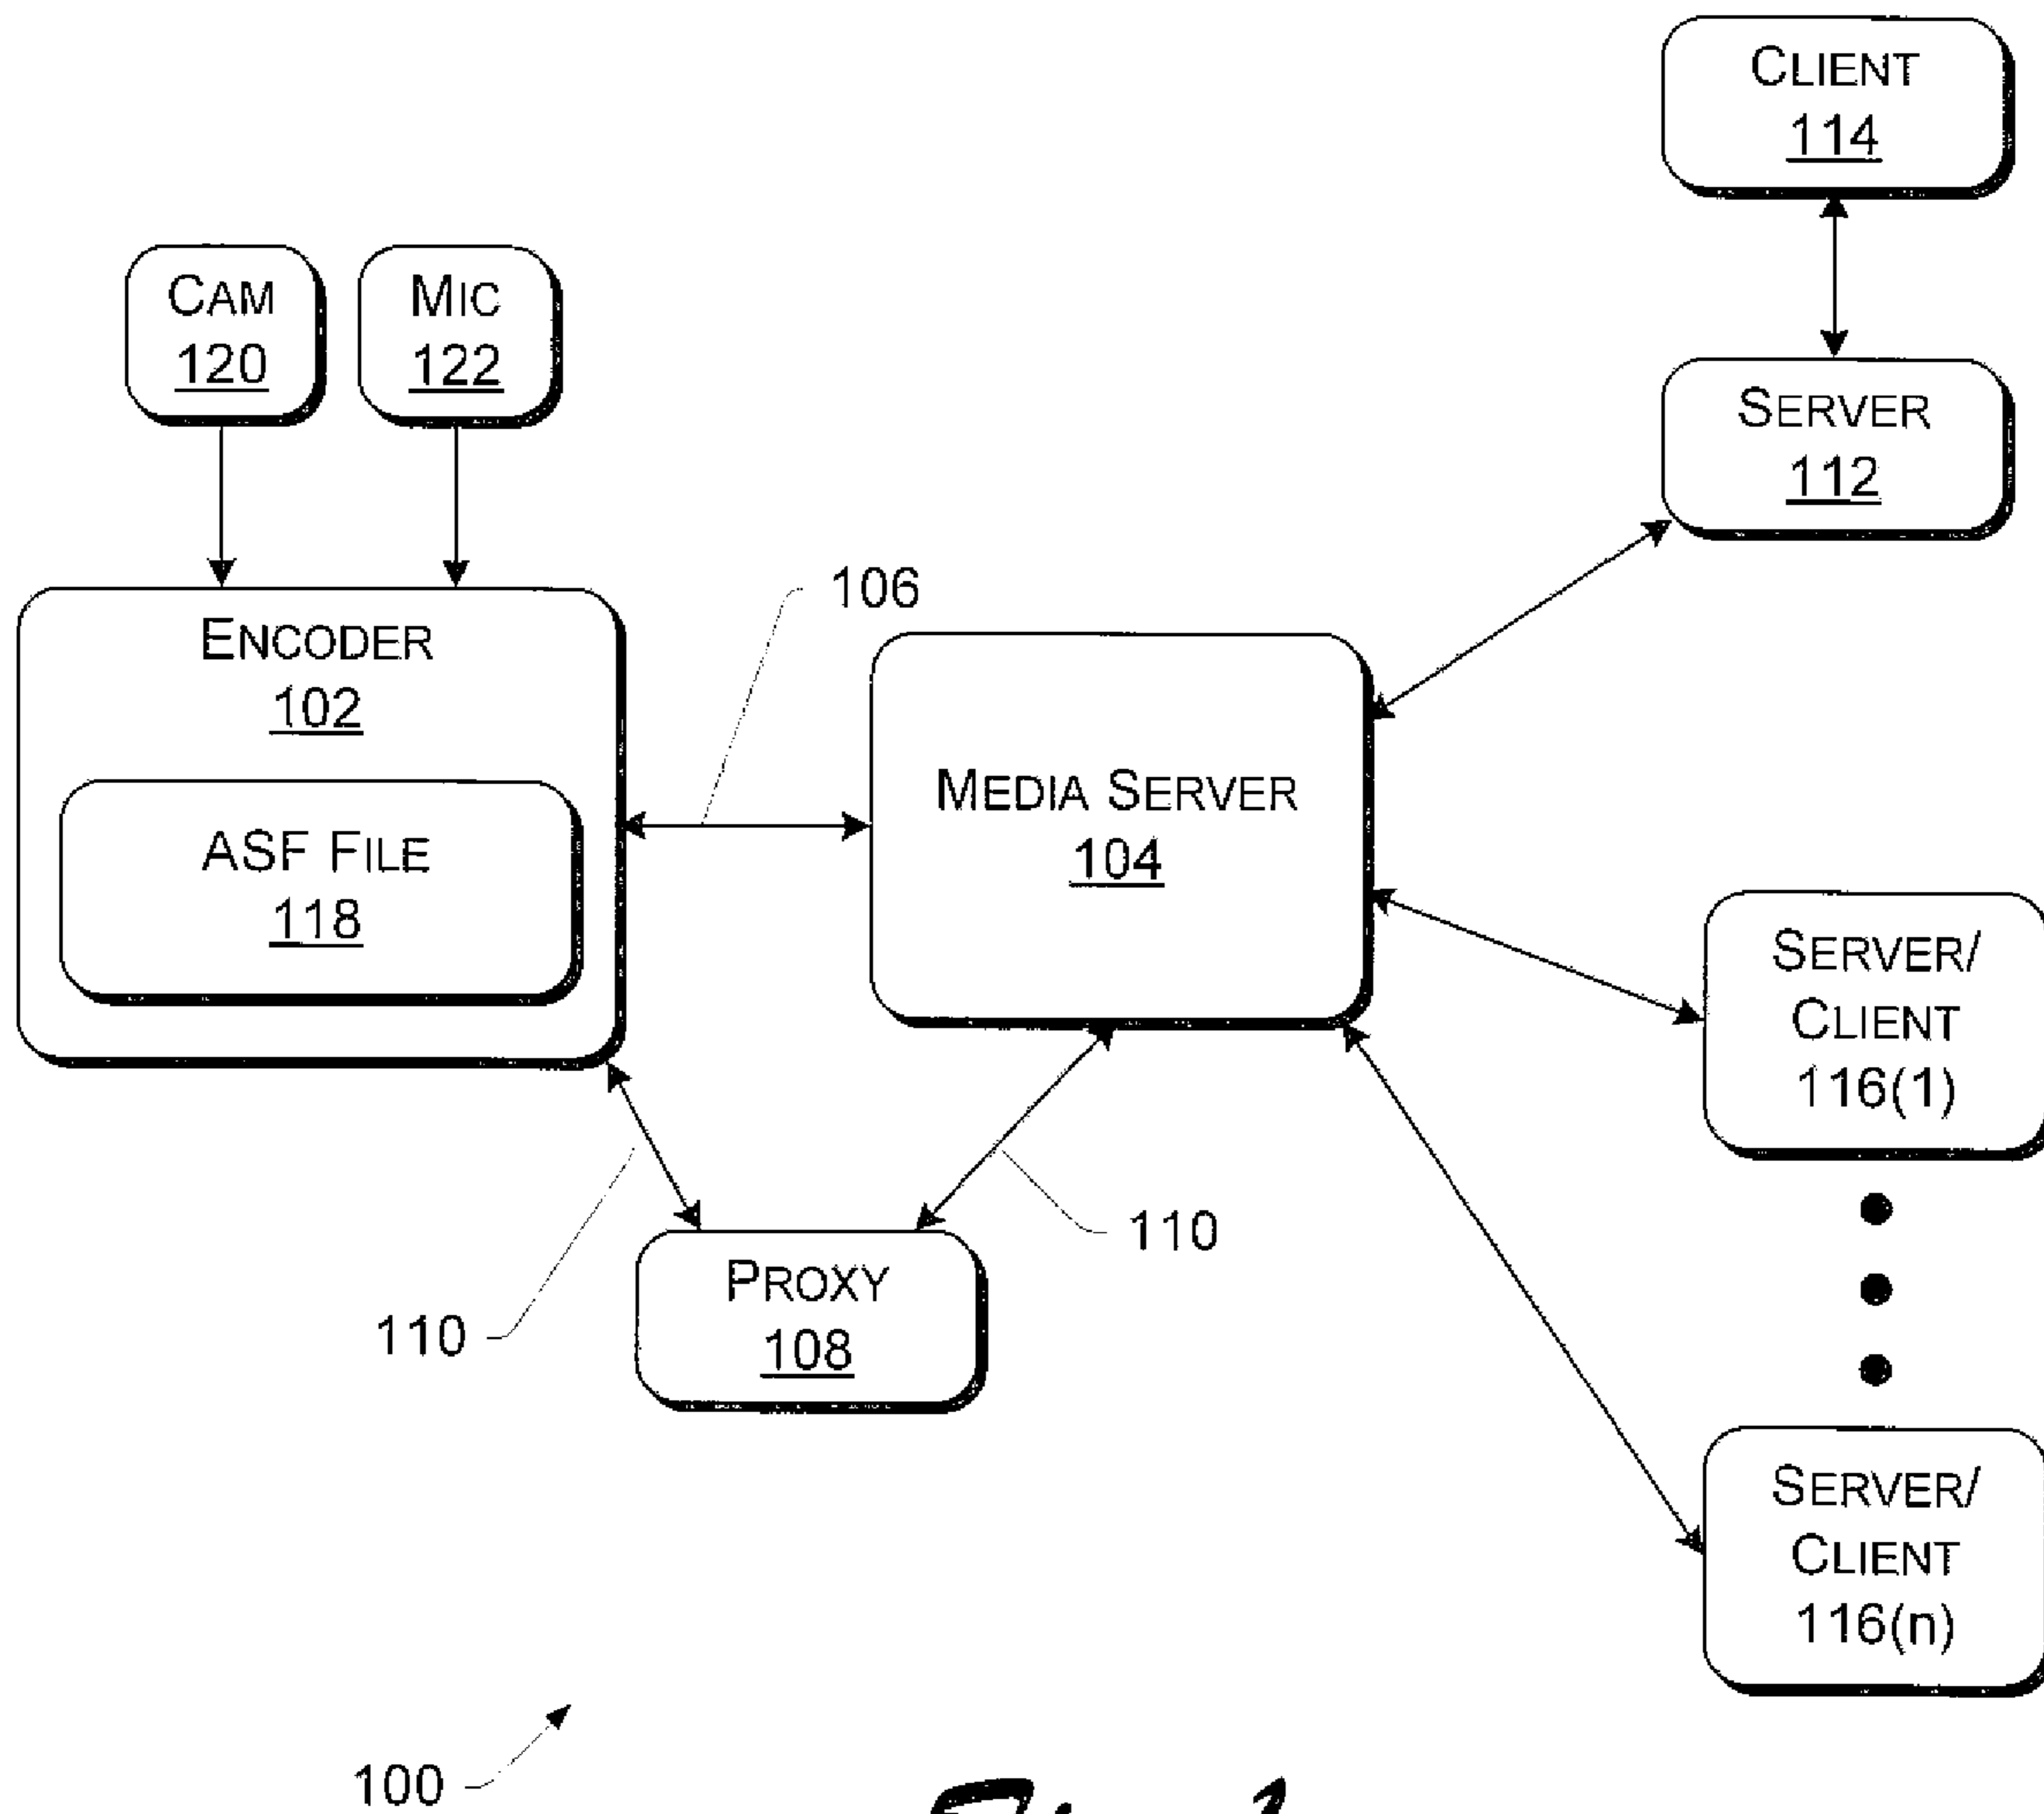 CLIENT
114
CAM
120
MIC
122
SERVER
112
106
ENCODER
102
MEDIA SERVER
104
ASF FILE
118
SERVER/
CLIENT
116(1)
110
110
PROXY
108
SERVER/
CLIENT
116(n)
100